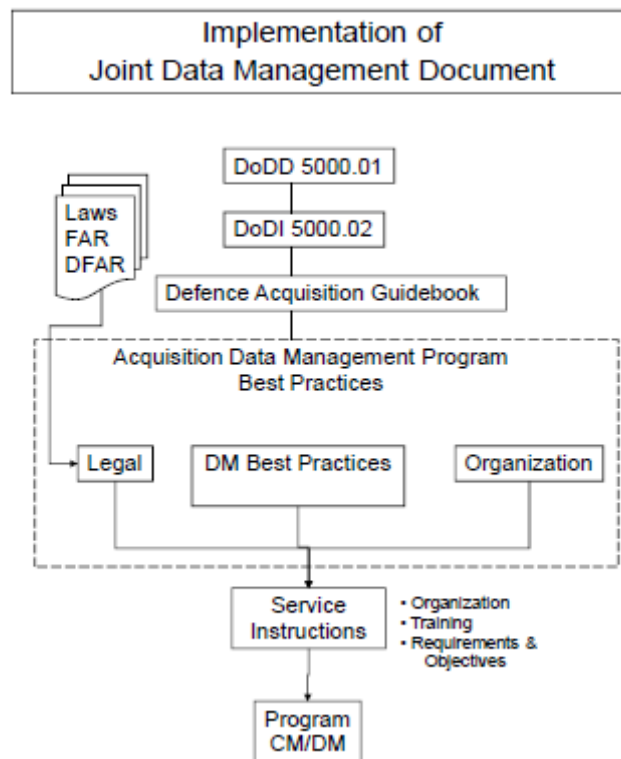 Implementation of
Joint Data Management Document
DoDD 5000.01
Laws
FAR
DFAR
DoDI 5000.02
Defence Acquisition Guidebook
Acquisition Data Management Program
Best Practices
Legal
DM Best Practices
Organization
Service
Instructions
• Organization
• Training
• Requirements &
Objectives
Program
CM/DM